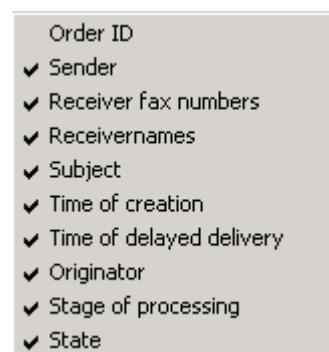 Order ID
Sender
Receiver fax numbers
Receivernames
Subject
Time of creation
Time of delayed delivery
Originator
Stage of processing
State